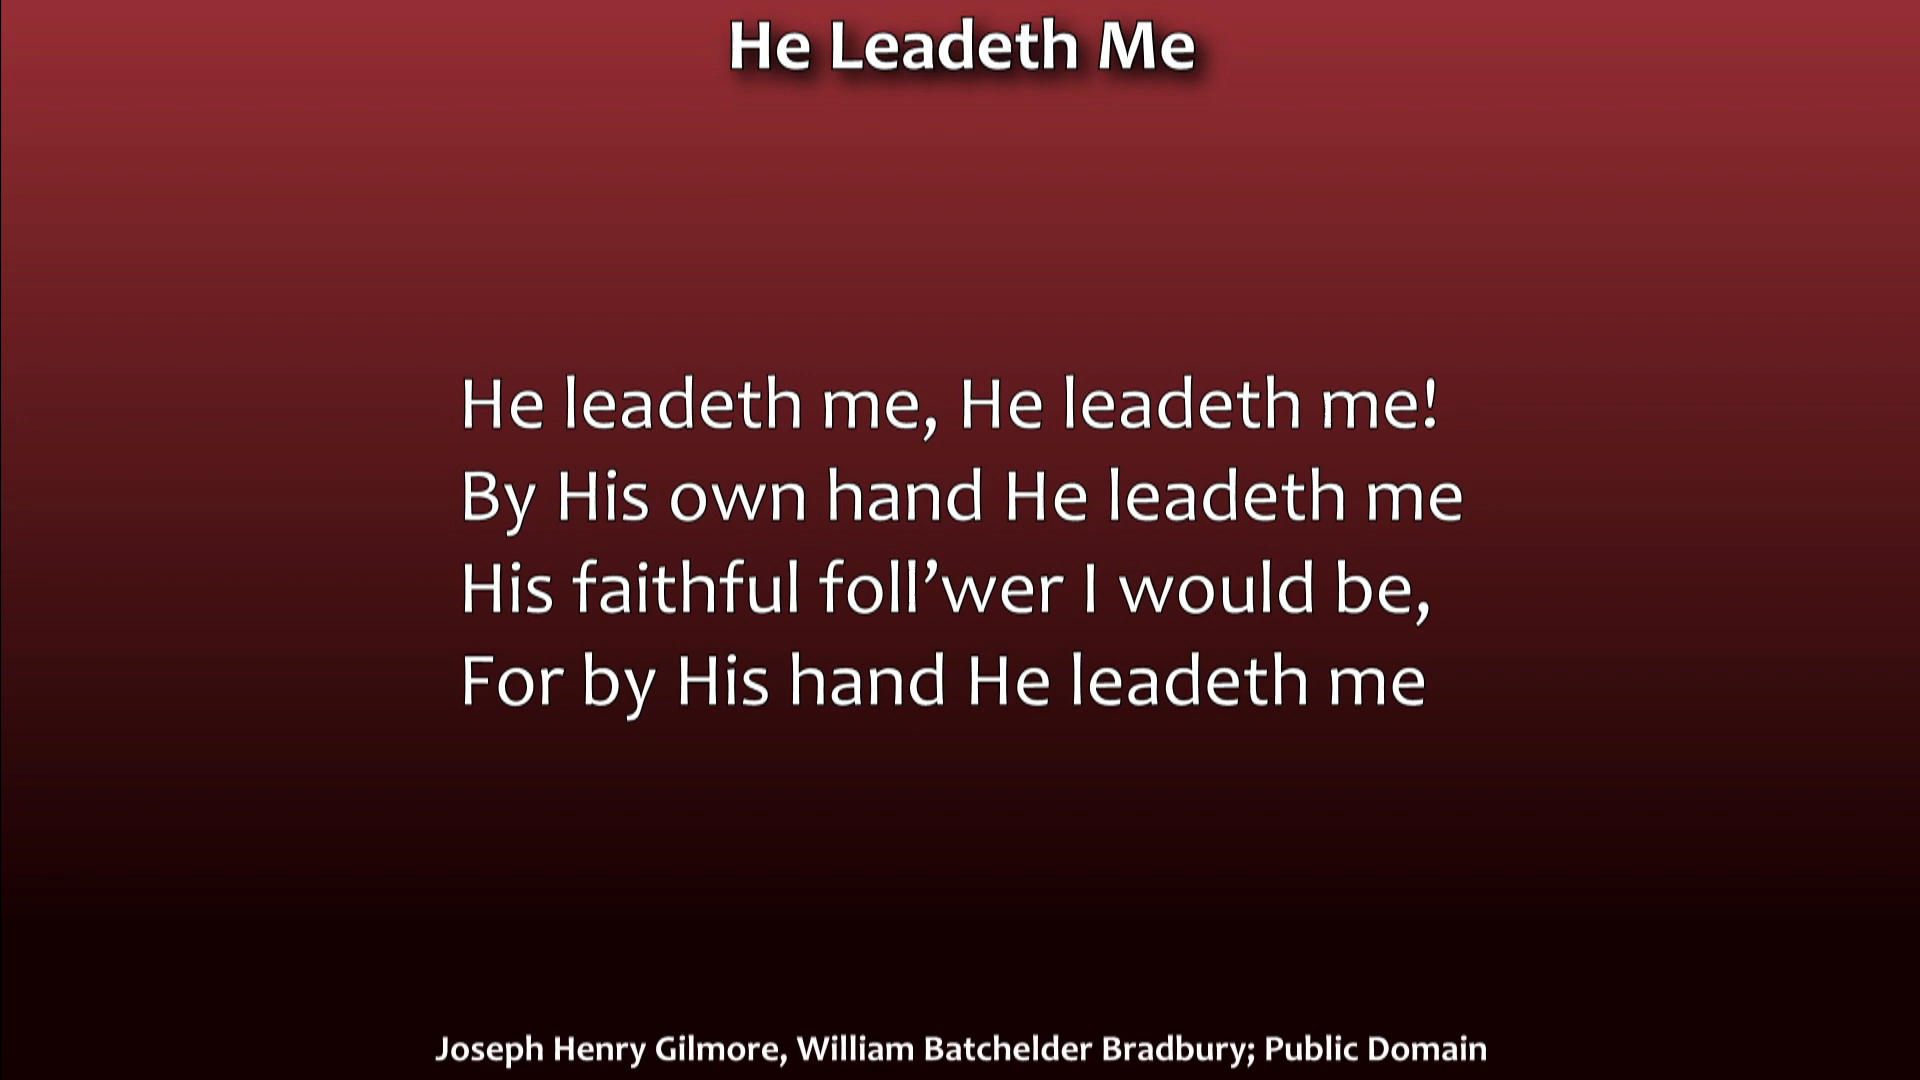 He Leadeth Me
He leadeth me, He leadeth me!
By His own hand He leadeth me
His faithful foll’wer I would be,
For by His hand He leadeth me
Joseph Henry Gilmore, William Batchelder Bradbury; Public Domain